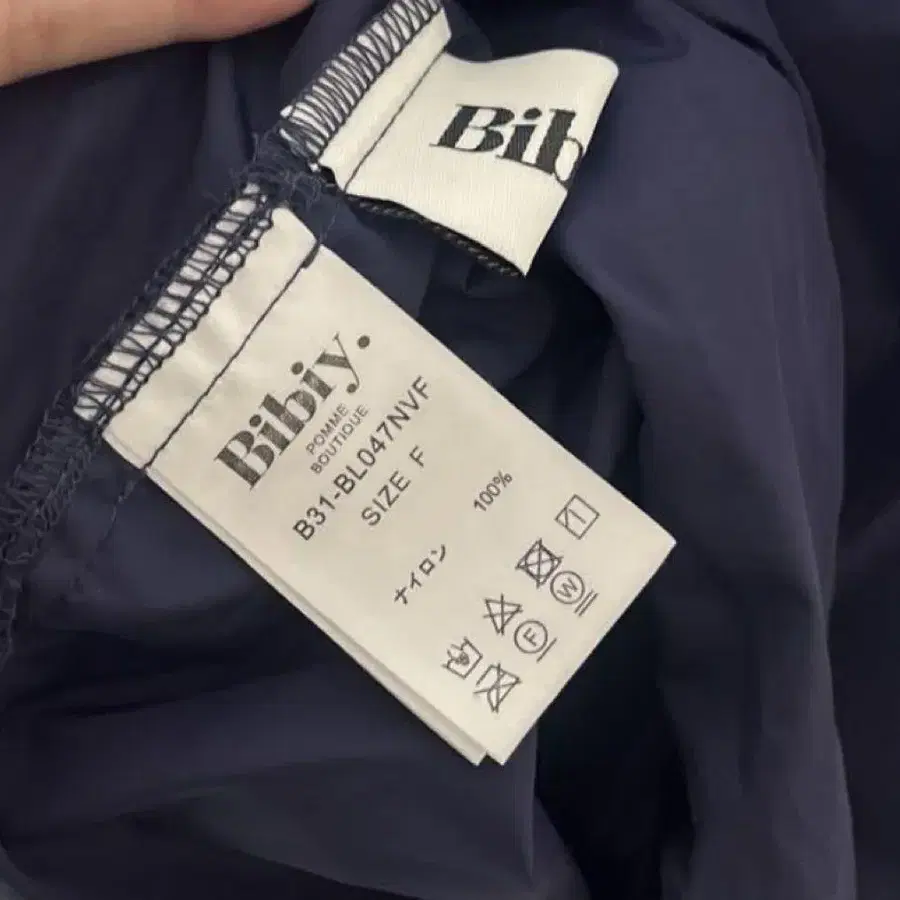 Bib
Bibiy.
POMME
BOUTIQUE
B31-BL047NVF
SIZE F
ナイロン 100%
F
W